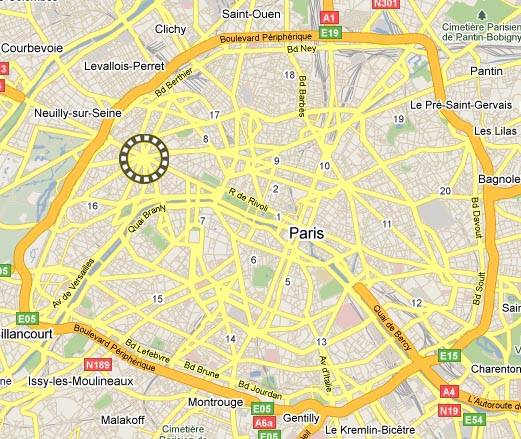 Saint-Ouen
A1
N301
E19
Cimetière Parisien
de Pantin-Bobigny
Clichy
Boulevard Périphérique
Courbevoie
Bd Ney
Levallois-Perret
Pantin
Bd Berthier
18
Bd Barbès
Neuilly-sur-Seine
17
Le Pré-Saint-Gervais
19
Les Lilas
8
9
10
Bagnole
2
20
16
R de Rivoli
Quai Branly
7
1
3
Bd Davout
Paris
6
11
5
E05
Av de Versailles
15
Quai de Bercy
12
Bd Soult
E05
illancourt
Boulevard Périphérique
14
13
Bd Lefebvre
E15
N189
Bd Brune
Av d'Italie
Charenton
Issy-les-Moulineaux
Bd Jourdan
A4
L'Autoroute de
Montrouge
E05
N19
Malakoff
Gentilly
A6a
E54
Cimetière
E05
Le Kremlin-Bicêtre